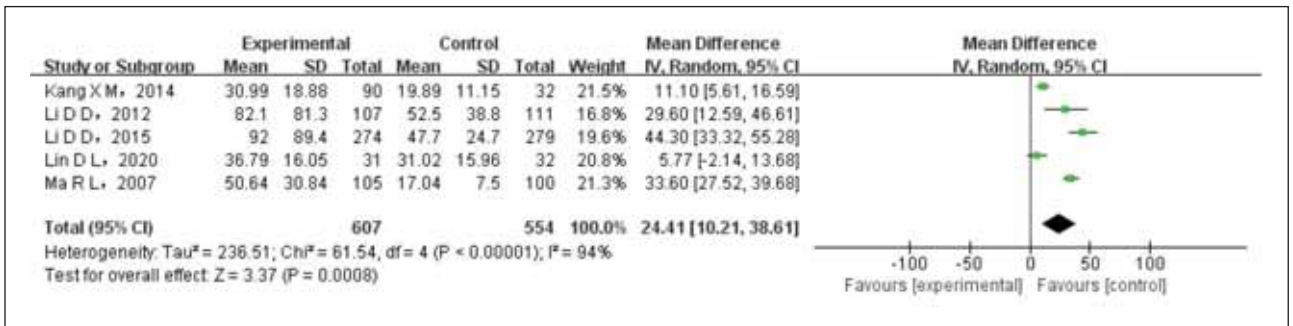 Experimental Control Mean Difference Mean Difference
Study or Subgroup Mean SD Total Mean SD Total Weight IV, Random, 95% CI IV, Random, 95% CI
Kang X M，2014 30.99 18.88 90 19.89 11.15 32 21.5% 11.10 [5.61, 16.59]
Li D D，2012 82.1 81.3 107 52.5 38.8 111 16.8% 29.60 [12.59, 46.61]
Li D D，2015 92 89.4 274 47.7 24.7 279 19.6% 44.30 [33.32, 55.28]
Lin D L，2020 36.79 16.05 31 31.02 15.96 32 20.8% 5.77 [-2.14, 13.68]
Ma R L，2007 50.64 30.84 105 17.04 7.5 100 21.3% 33.60 [27.52, 39.68]
Total (95% CI) 607 554 100.0% 24.41 [10.21, 38.61]
Heterogeneity: Tau² = 236.51; Chi² = 61.54, df = 4 (P < 0.00001); I² = 94%
Test for overall effect: Z = 3.37 (P = 0.0008)
-100 -50 0 50 100
Favours [experimental] Favours [control]